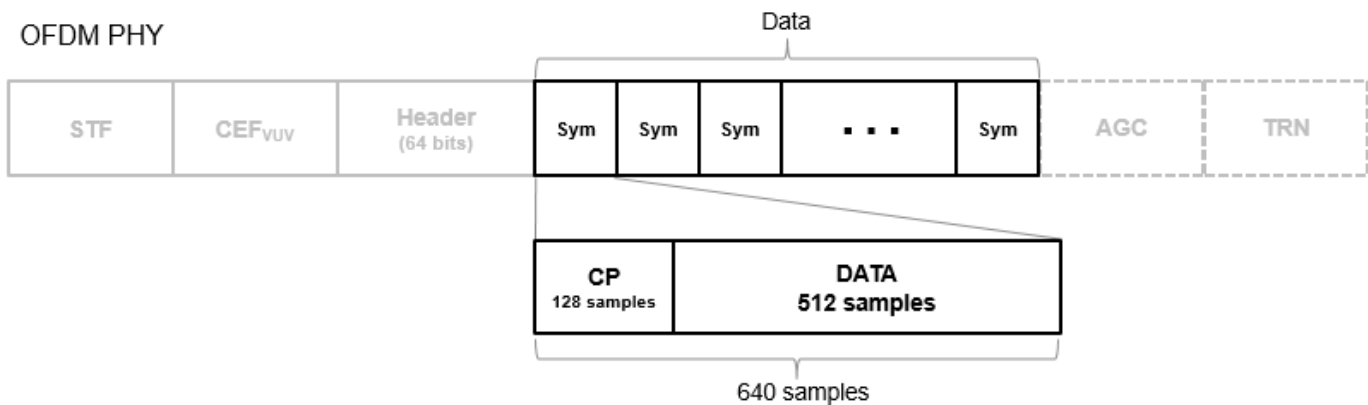 OFDM PHY
Data
STF
CEFVUV
Header
(64 bits)
Sym
Sym
Sym
...
Sym
AGC
TRN
CP
128 samples
DATA
512 samples
640 samples